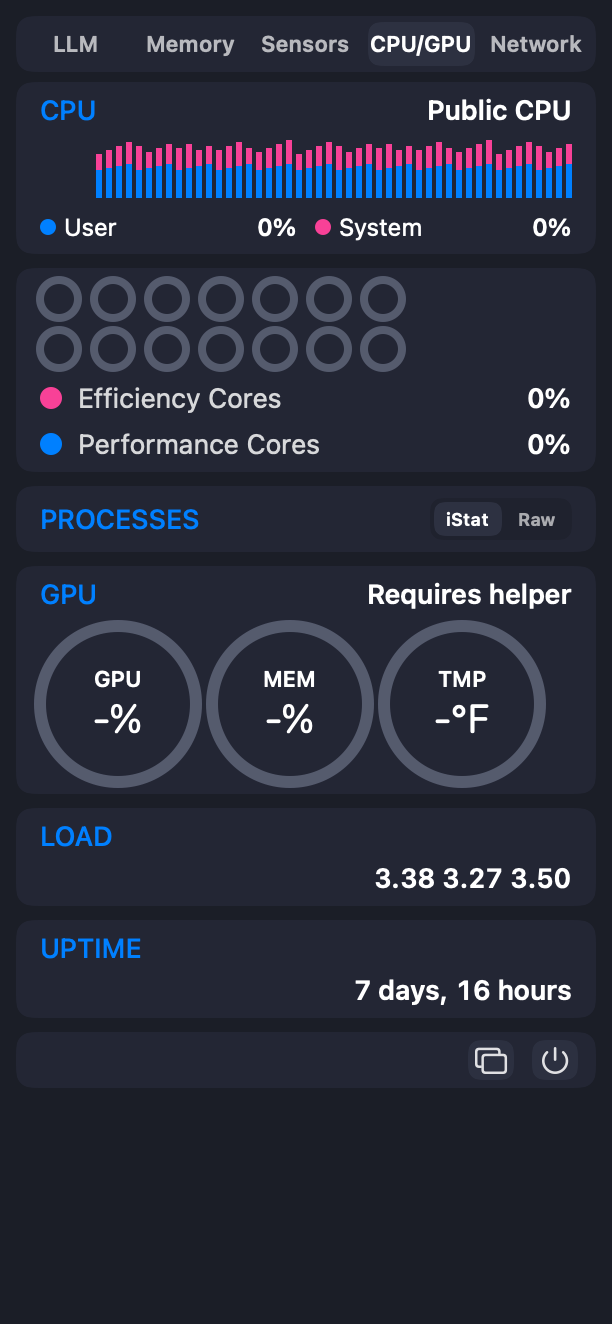 LLM Memory Sensors CPU/GPU Network
CPU Public CPU
User 0% System 0%
Efficiency Cores 0%
Performance Cores 0%
PROCESSES iStat Raw
GPU Requires helper
GPU MEM TMP
-% -% -°F
LOAD
3.38 3.27 3.50
UPTIME
7 days, 16 hours